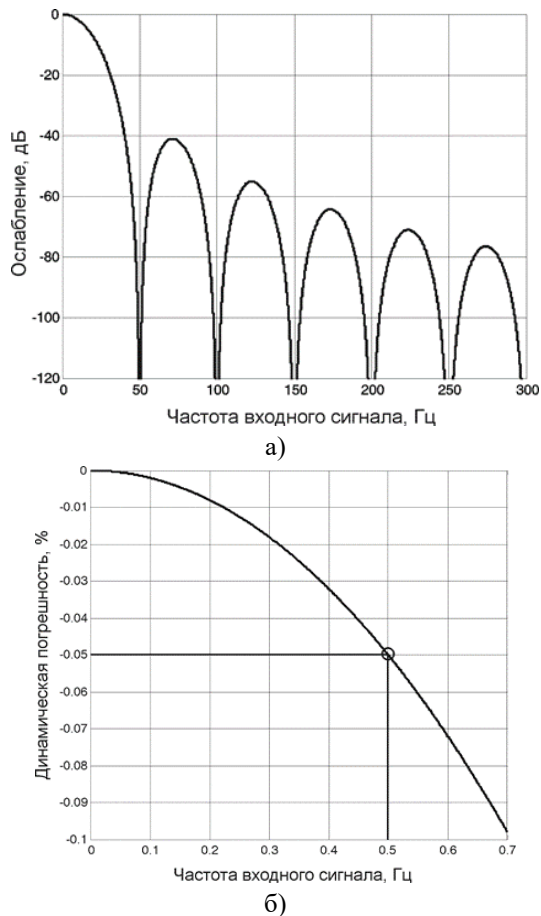 0
-20
-40
-60
-80
-100
-120
Ослабление, дБ
0 50 100 150 200 250 300
Частота входного сигнала, Гц
а)
0
-0.01
-0.02
-0.03
-0.04
-0.05
-0.06
-0.07
-0.08
-0.09
-0.1
Динамическая погрешность, %
0 0.1 0.2 0.3 0.4 0.5 0.6 0.7
Частота входного сигнала, Гц
б)